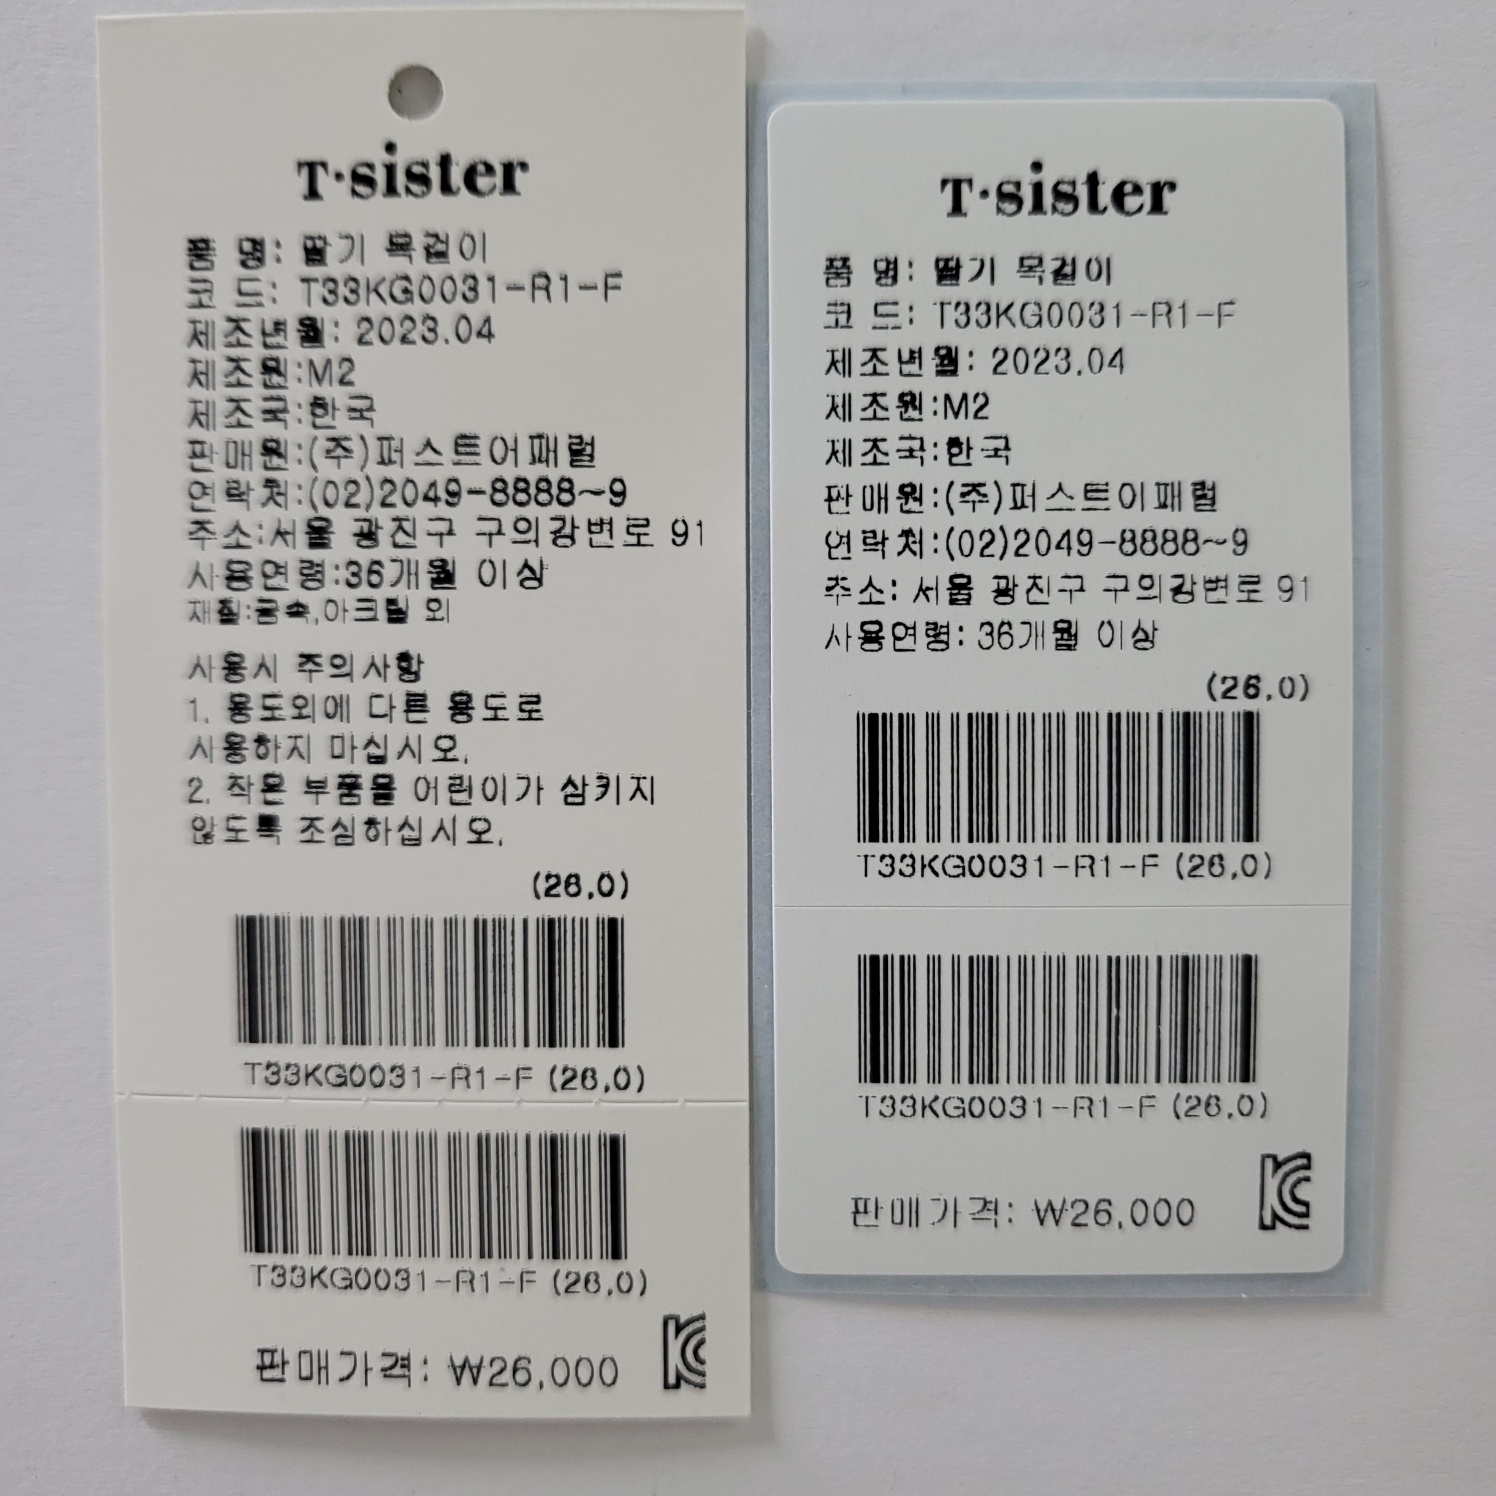 T·sister
품 명: 딸기 목걸이
코 드: T33KG0031-R1-F
제조년월: 2023.04
제조원:M2
제조국:한국
판매원:(주)퍼스트어패럴
연락처:(02)2049-8888~9
주소:서울 광진구 구의강변로 91
사용연령:36개월 이상
재질:금속,아크릴 외
사용시 주의사항
1. 용도외에 다른 용도로
사용하지 마십시오.
2. 작은 부품을 어린이가 삼키지
않도록 조심하십시오.
(26.0)
T33KG0031-R1-F (26.0)
T33KG0031-R1-F (26.0)
판매가격: ₩26,000
KC
T·sister
품 명: 딸기 목걸이
코 드: T33KG0031-R1-F
제조년월: 2023.04
제조원:M2
제조국:한국
판매원:(주)퍼스트어패럴
연락처:(02)2049-8888~9
주소: 서울 광진구 구의강변로 91
사용연령: 36개월 이상
(26.0)
T33KG0031-R1-F (26.0)
T33KG0031-R1-F (26.0)
판매가격: ₩26,000
KC